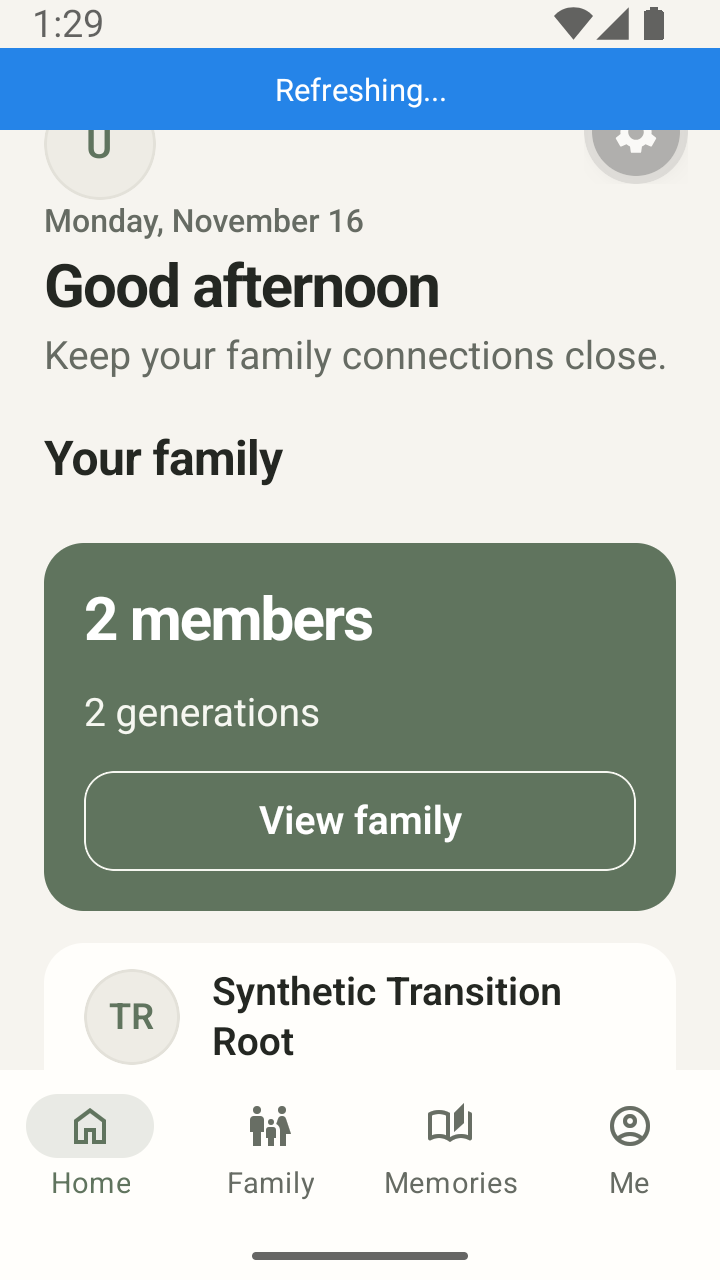 1:29
Refreshing...
U
Monday, November 16
Good afternoon
Keep your family connections close.
Your family
2 members
2 generations
View family
TR
Synthetic Transition
Root
Home
Family
Memories
Me